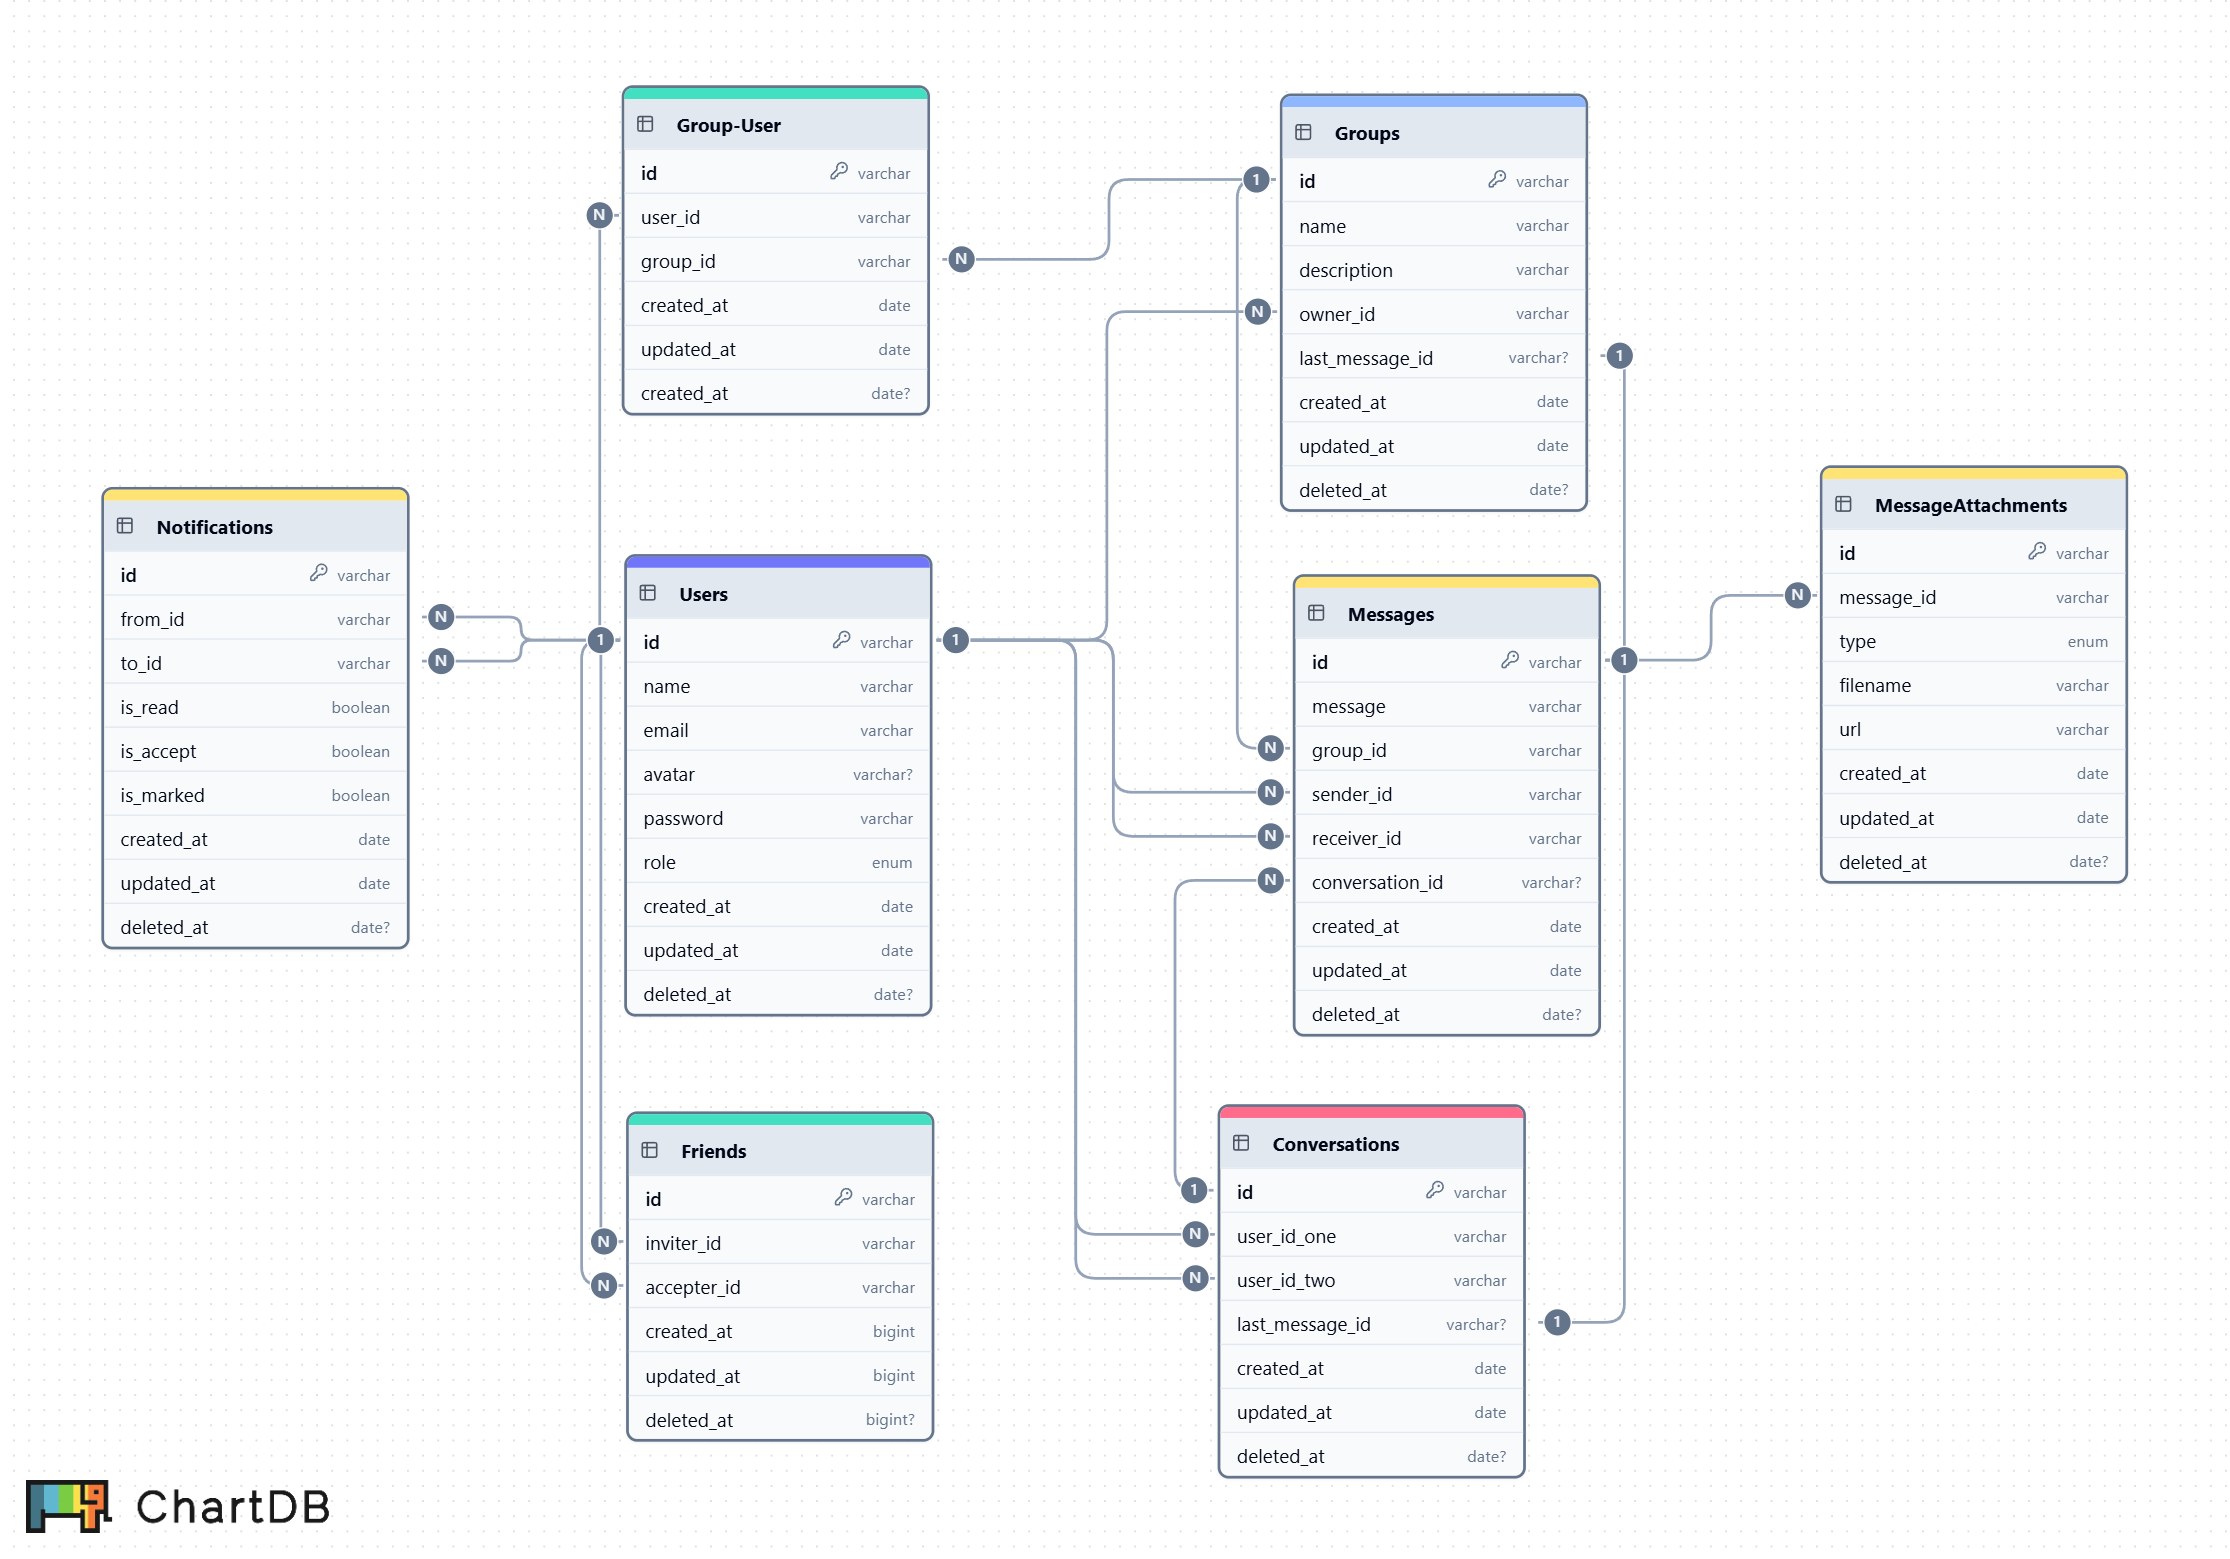 Group-User
id varchar
user_id varchar
group_id varchar
created_at date
updated_at date
created_at date?
Groups
id varchar
name varchar
description varchar
owner_id varchar
last_message_id varchar?
created_at date
updated_at date
deleted_at date?
Notifications
id varchar
from_id varchar
to_id varchar
is_read boolean
is_accept boolean
is_marked boolean
created_at date
updated_at date
deleted_at date?
Users
id varchar
name varchar
email varchar
avatar varchar?
password varchar
role enum
created_at date
updated_at date
deleted_at date?
Messages
id varchar
message varchar
group_id varchar
sender_id varchar
receiver_id varchar
conversation_id varchar?
created_at date
updated_at date
deleted_at date?
MessageAttachments
id varchar
message_id varchar
type enum
filename varchar
url varchar
created_at date
updated_at date
deleted_at date?
Friends
id varchar
inviter_id varchar
accepter_id varchar
created_at bigint
updated_at bigint
deleted_at bigint?
Conversations
id varchar
user_id_one varchar
user_id_two varchar
last_message_id varchar?
created_at date
updated_at date
deleted_at date?
N
N
1
N
1
N
N
1
1
1
N
N
N
N
N
N
N
1
N
N
1
ChartDB